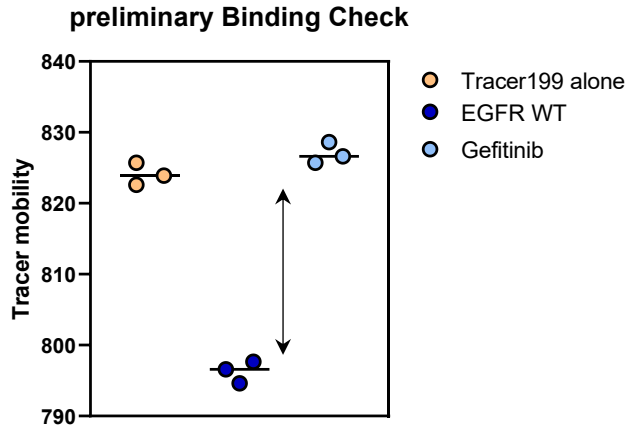 preliminary Binding Check
Tracer mobility
840
830
820
810
800
790
Tracer199 alone
EGFR WT
Gefitinib